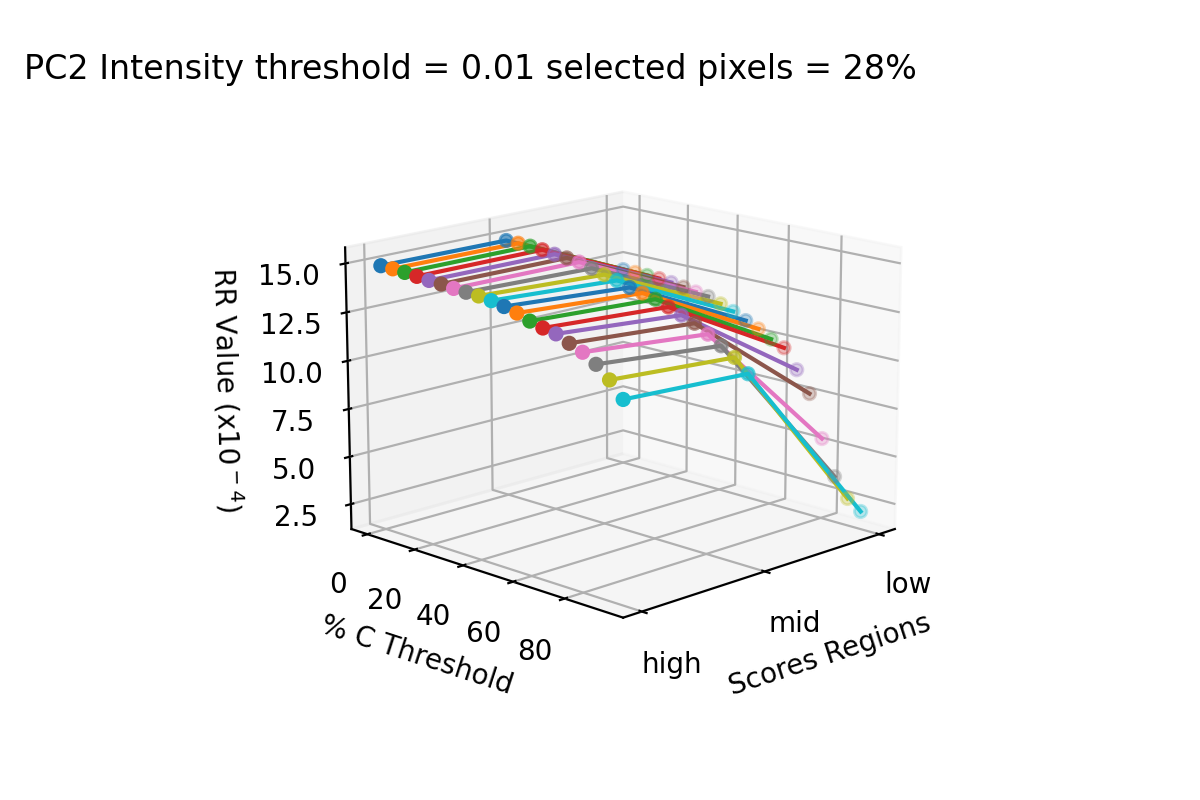 PC2 Intensity threshold = 0.01 selected pixels = 28%
RR Value (x10⁻⁴)
15.0
12.5
10.0
7.5
5.0
2.5
0
20
40
60
80
% C Threshold
high
mid
low
Scores Regions